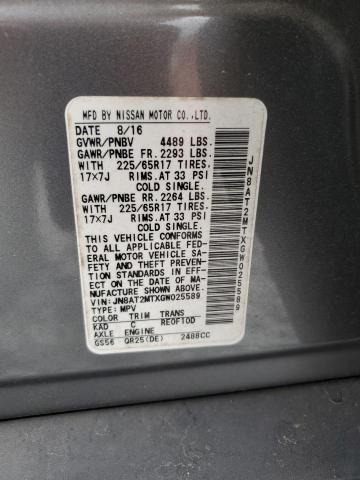 MFD BY NISSAN MOTOR CO.,LTD.
DATE 8/16
GVWR/PNBV 4489 LBS.
GAWR/PNBE FR. 2293 LBS.
WITH 225/65R17 TIRES.
17×7J RIMS.AT 33 PSI
COLD SINGLE.
GAWR/PNBE RR. 2264 LBS.
WITH 225/65R17 TIRES.
17×7J RIMS.AT 33 PSI
COLD SINGLE.
THIS VEHICLE CONFORMS
TO ALL APPLICABLE FED-
ERAL MOTOR VEHICLE SA-
FETY AND THEFT PREVEN-
TION STANDARDS IN EFF-
ECT ON THE DATE OF MA-
NUFACTURE SHOWN ABOVE.
VIN: JN8AT2MTXGW025589
TYPE: MPV
COLOR TRIM TRANS
KAD C RE0F10D
AXLE ENGINE
GS56 QR25(DE) 2488CC
JN8AT2MTXGW025589